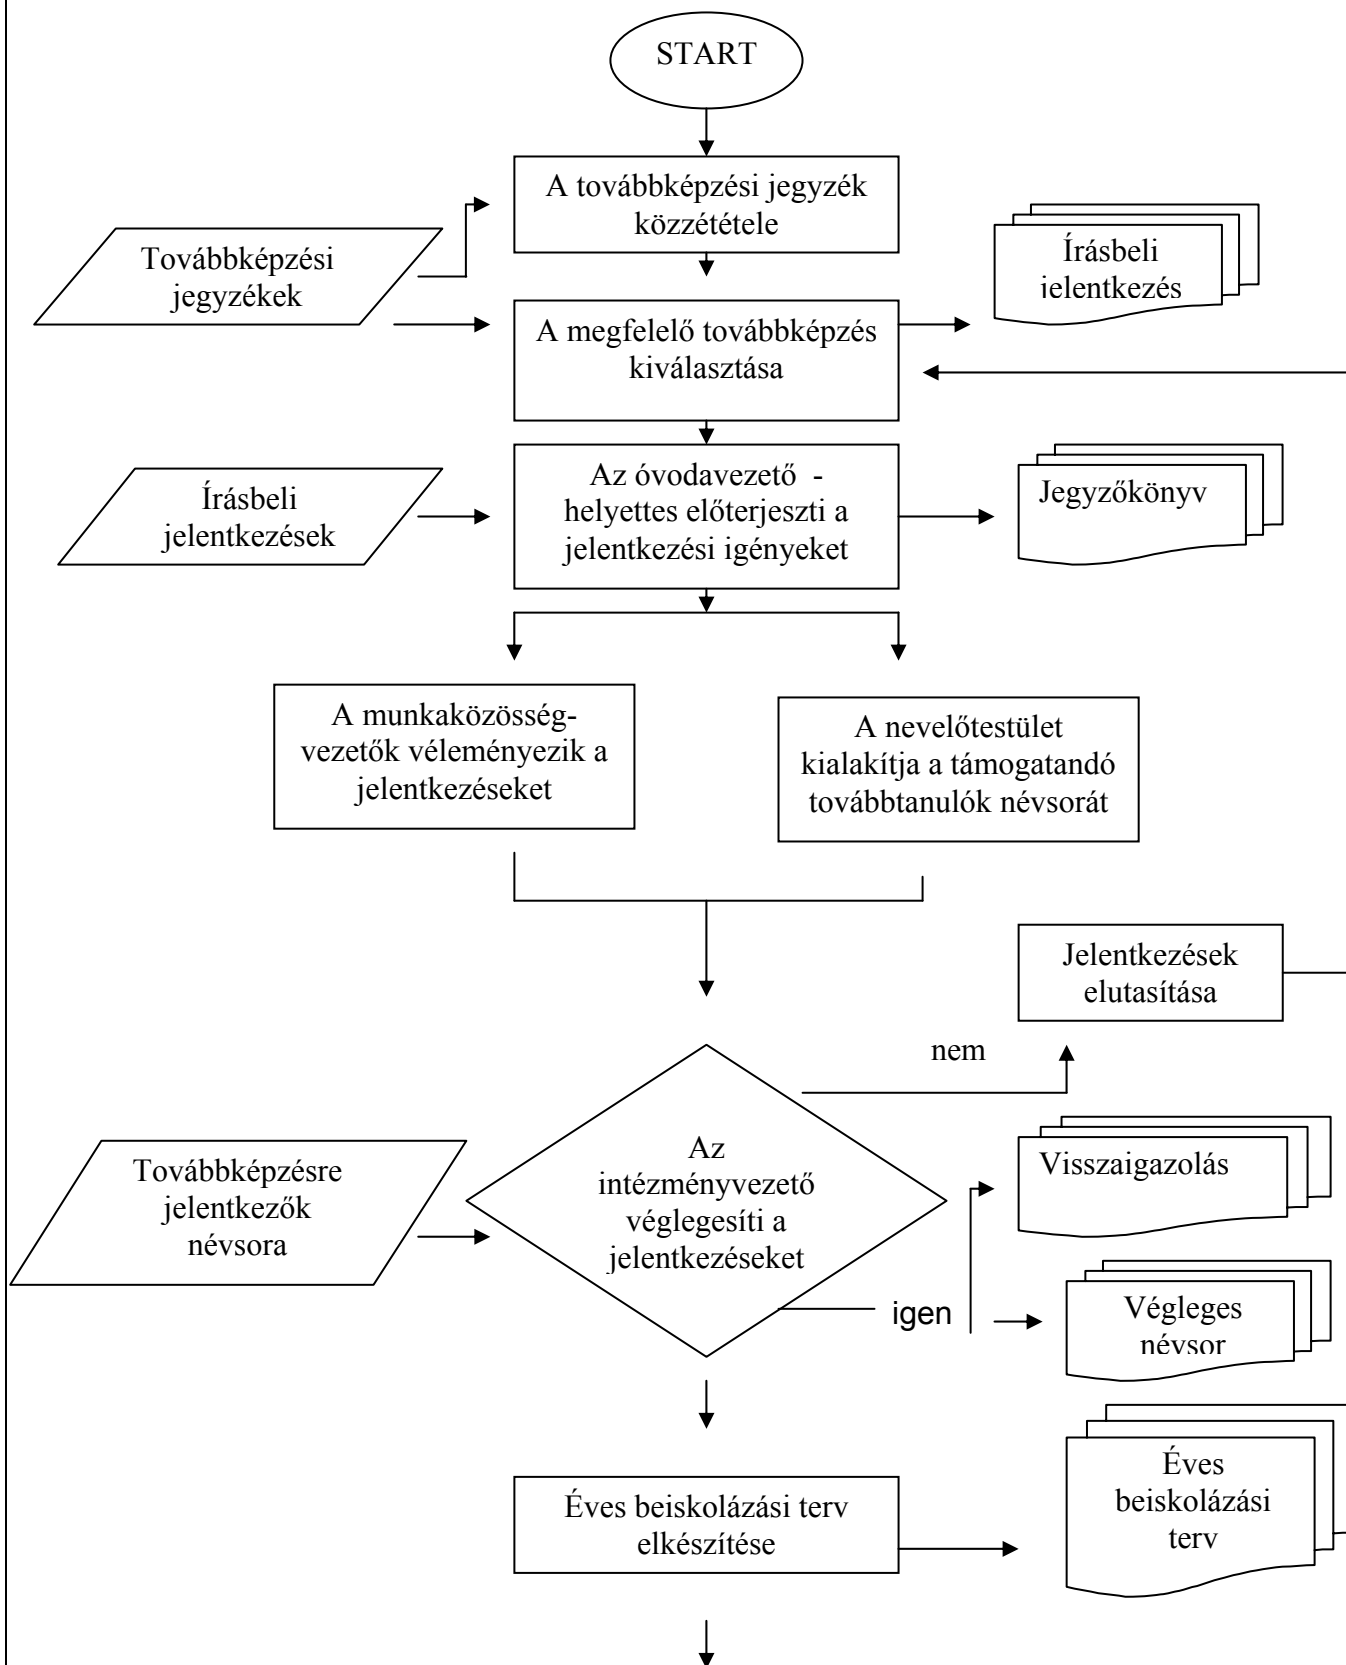 START
A továbbképzési jegyzék
közzététele
Továbbképzési
jegyzékek
Írásbeli
jelentkezés
A megfelelő továbbképzés
kiválasztása
Írásbeli
jelentkezések
Az óvodavezető -
helyettes előterjeszti a
jelentkezési igényeket
Jegyzőkönyv
A munkaközösség-
vezetők véleményezik a
jelentkezéseket
A nevelőtestület
kialakítja a támogatandó
továbbtanulók névsorát
Jelentkezések
elutasítása
nem
Továbbképzésre
jelentkezők
névsora
Az
intézményvezető
véglegesíti a
jelentkezéseket
Visszaigazolás
igen
Végleges
névsor
Éves beiskolázási terv
elkészítése
Éves
beiskolázási
terv